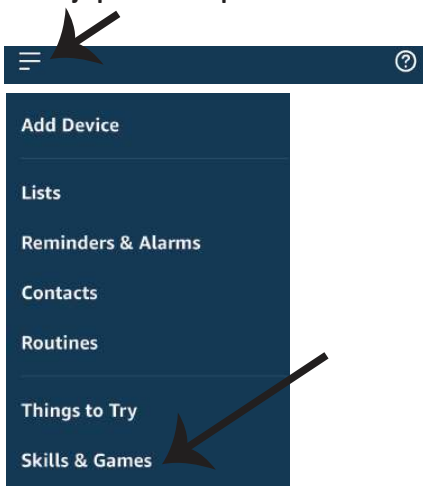 ?
Add Device
Lists
Reminders & Alarms
Contacts
Routines
Things to Try
Skills & Games